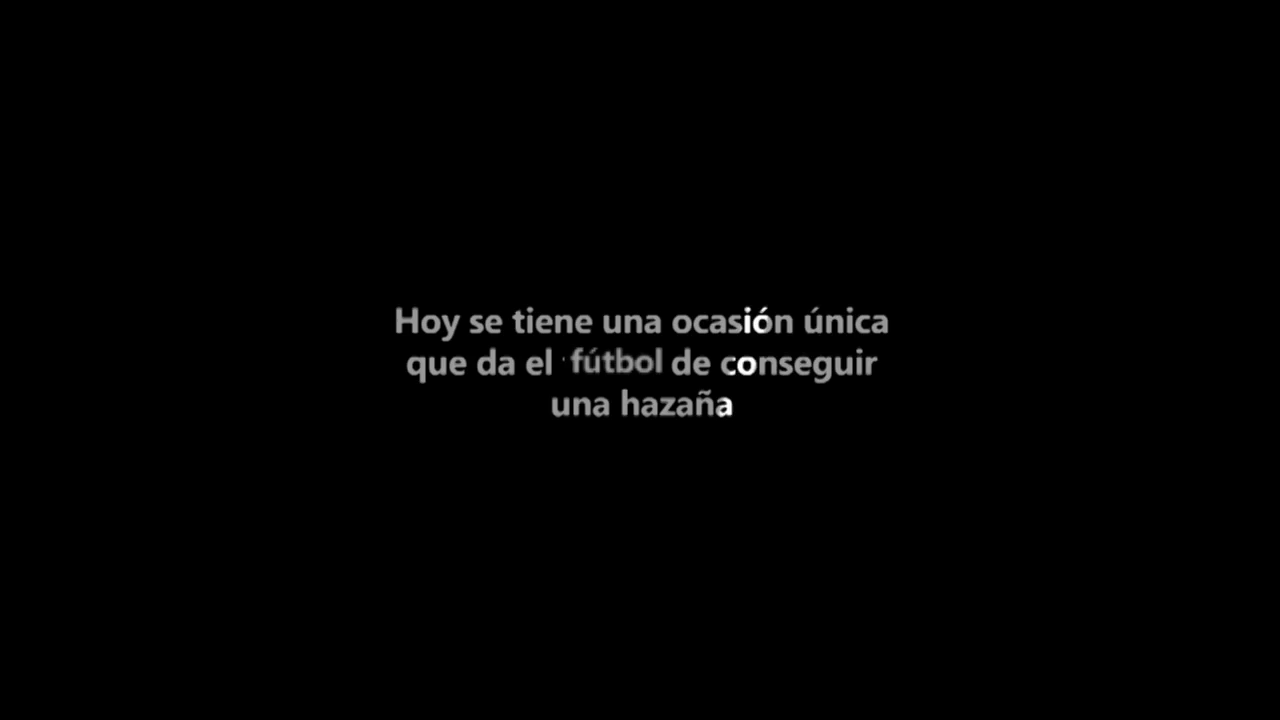 Hoy se tiene una ocasión única
que da el fútbol de conseguir
una hazaña